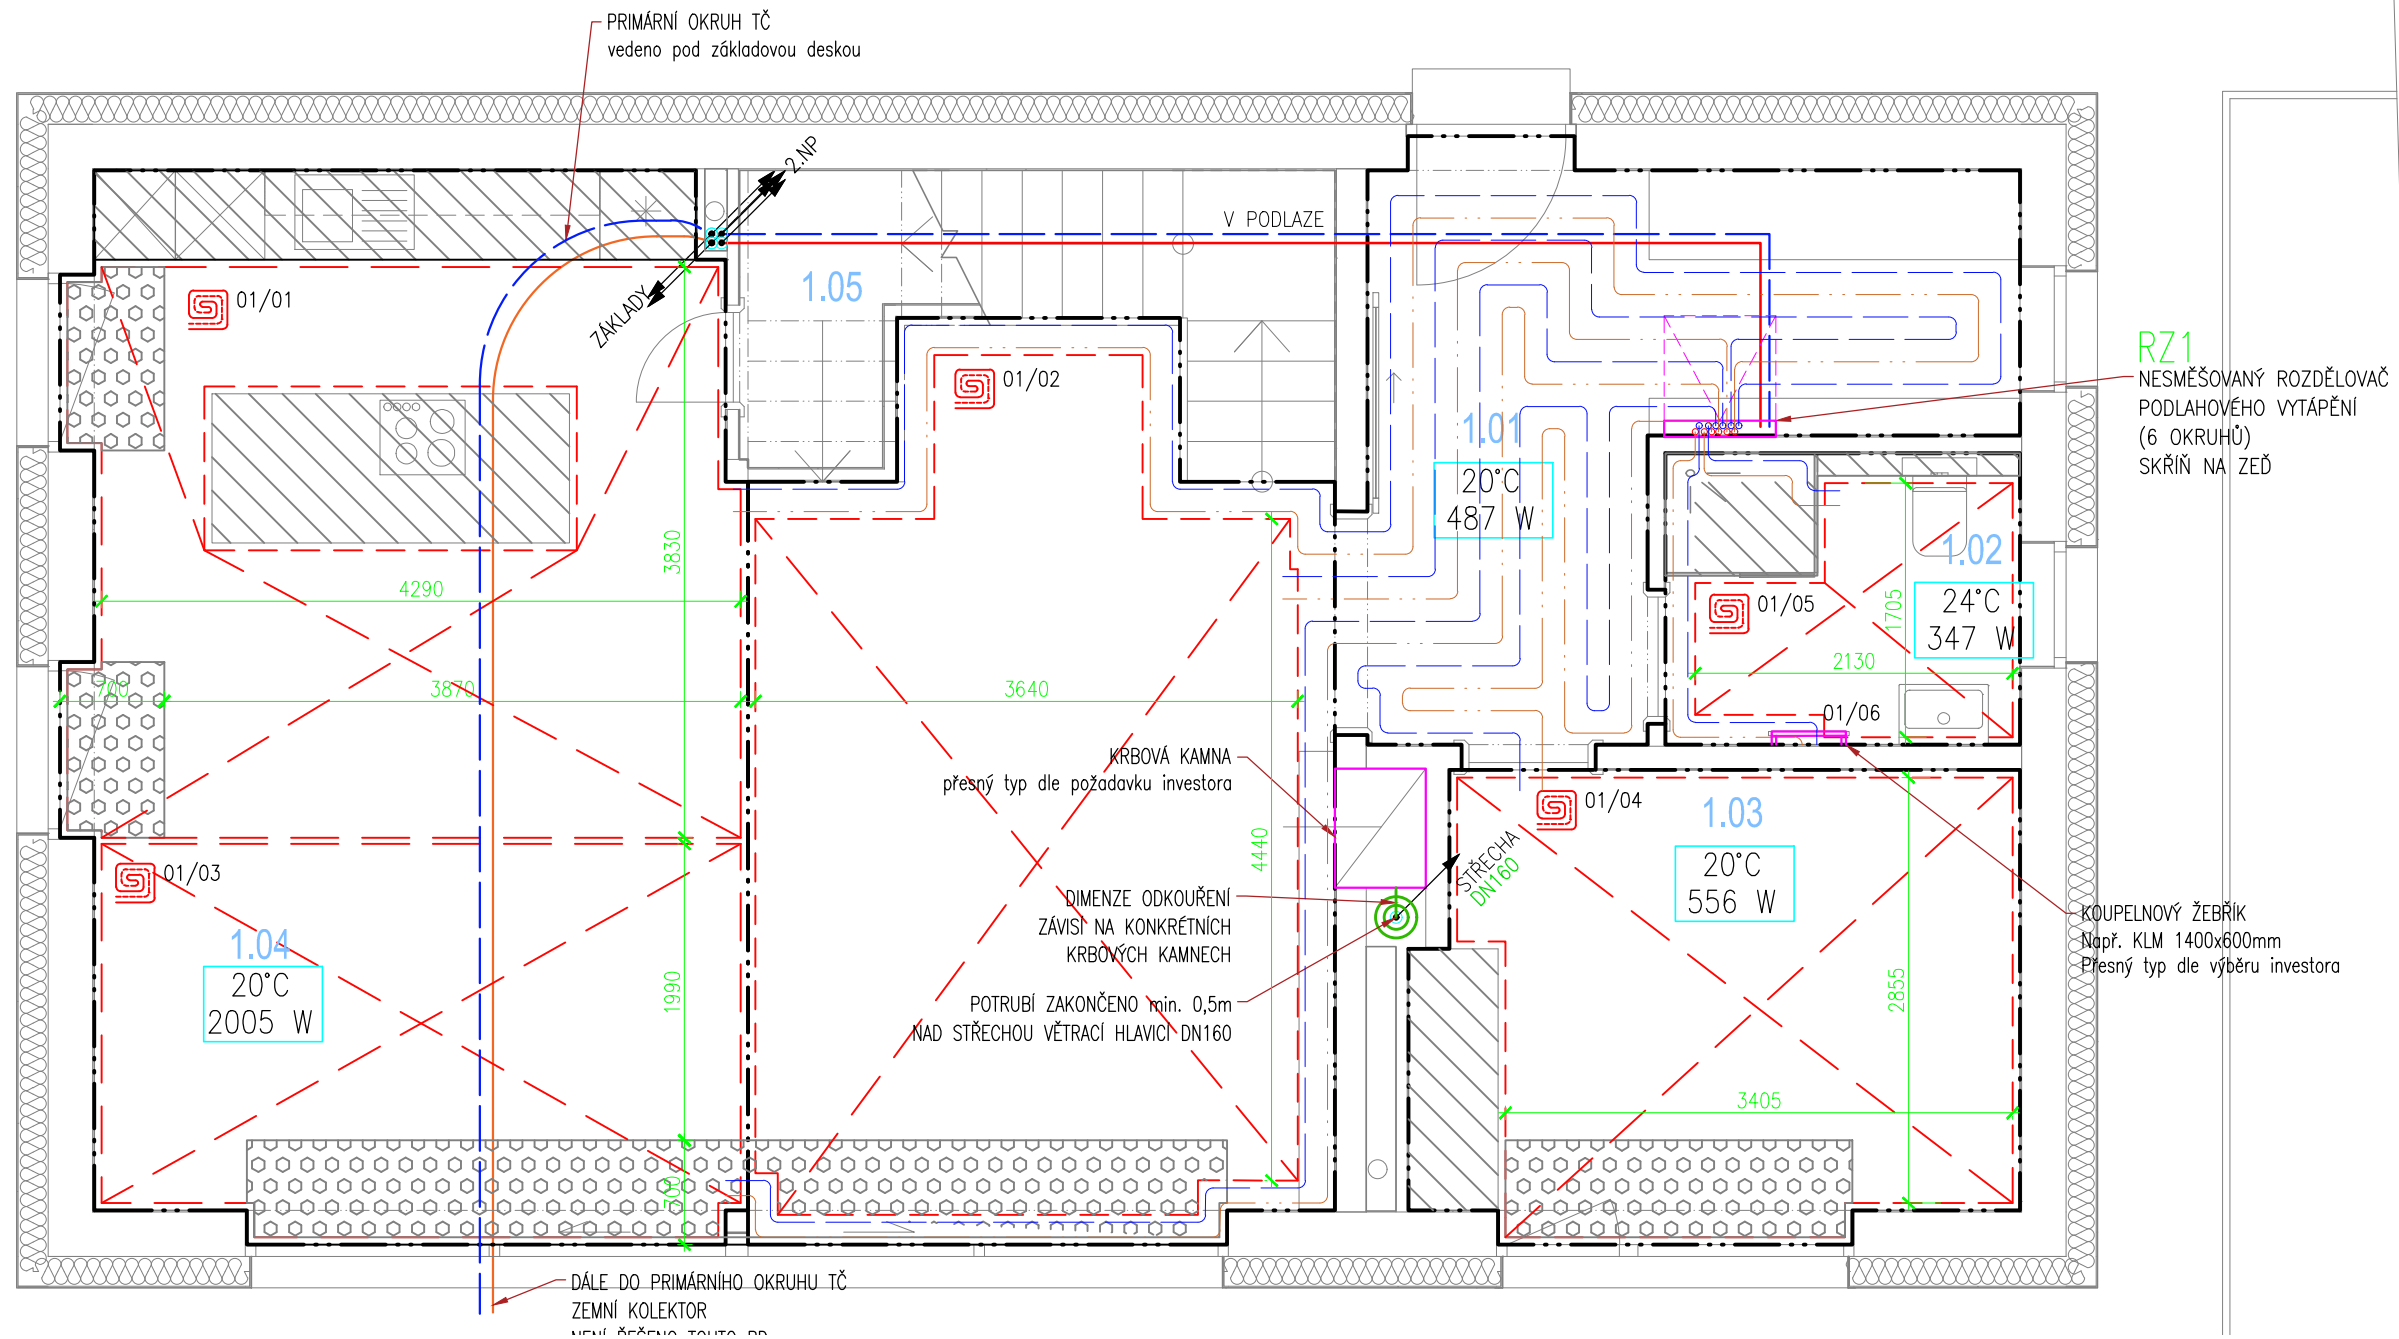 PRIMÁRNÍ OKRUH TČ
vedeno pod základovou deskou
2.NP
ZÁKLADY
V PODLAZE
1.05
01/01
01/02
1.01
20°C
487 W
RZ1
NESMĚŠOVANÝ ROZDĚLOVAČ
PODLAHOVÉHO VYTÁPĚNÍ
(6 OKRUHŮ)
SKŘÍŇ NA ZEĎ
1.02
24°C
347 W
01/05
1705
2130
01/06
3830
4290
700
3870
3640
KRBOVÁ KAMNA
přesný typ dle požadavku investora
4440
01/03
1.04
20°C
2005 W
1990
700
DIMENZE ODKOUŘENÍ
ZÁVISÍ NA KONKRÉTNÍCH
KRBOVÝCH KAMNECH
STŘECHA
DN160
POTRUBÍ ZAKONČENO min. 0,5m
NAD STŘECHOU VĚTRACÍ HLAVICÍ DN160
01/04
1.03
20°C
556 W
2855
3405
KOUPELNOVÝ ŽEBŘÍK
Např. KLM 1400x600mm
Přesný typ dle výběru investora
DÁLE DO PRIMÁRNÍHO OKRUHU TČ
ZEMNÍ KOLEKTOR
NENÍ ŘEŠENO TOUTO PD